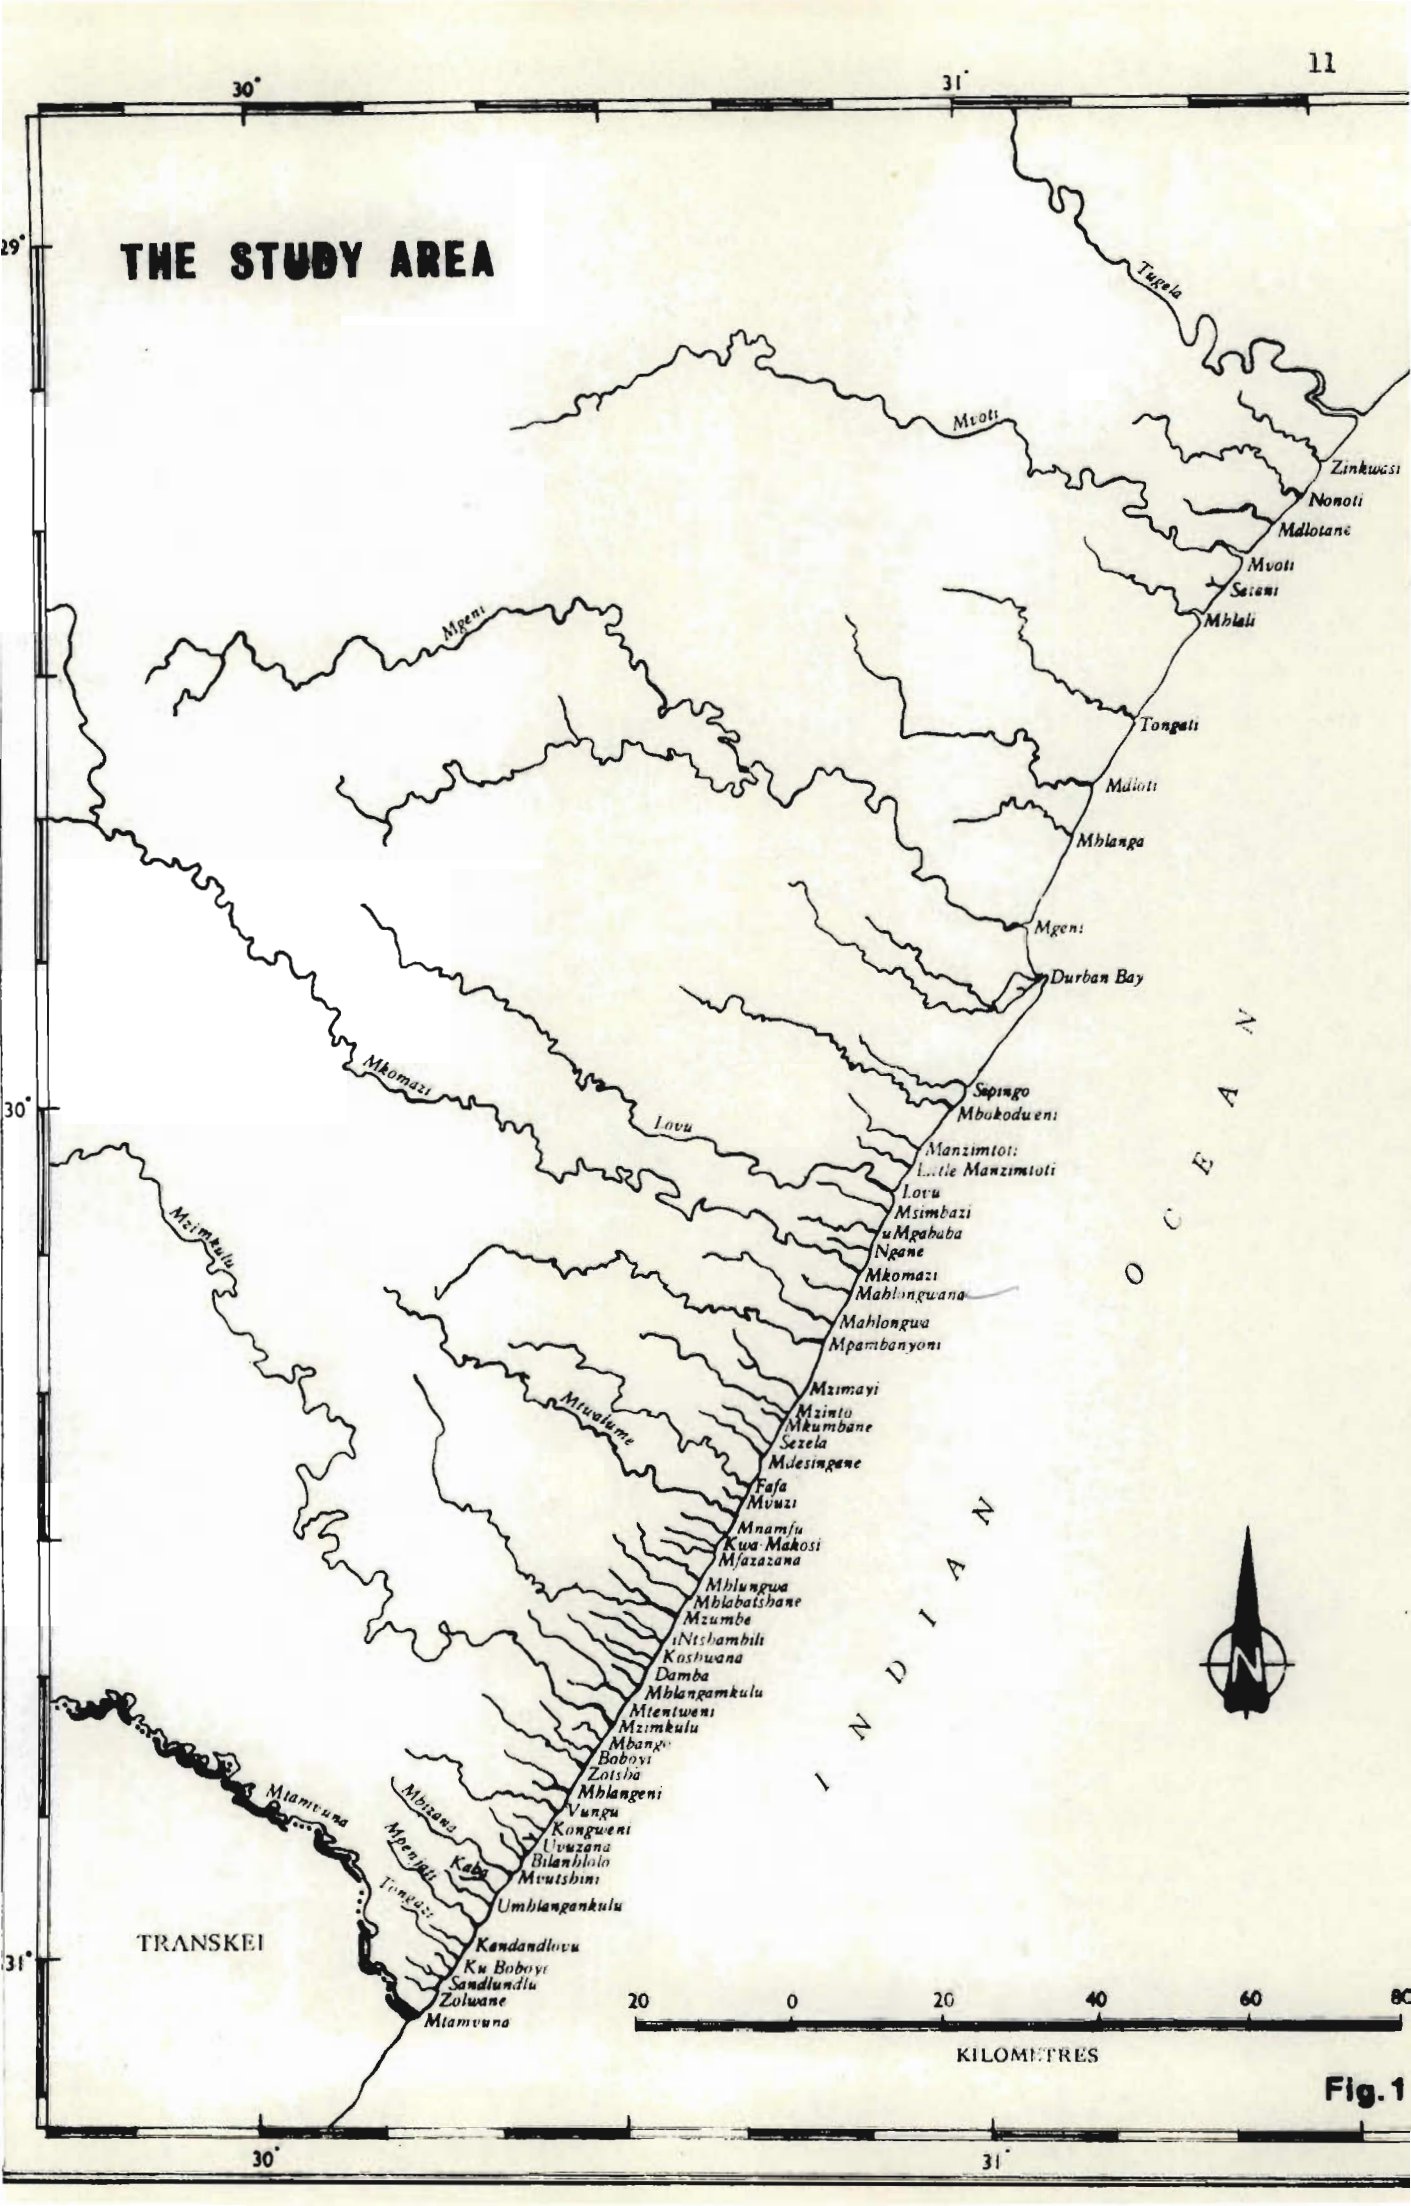 11
30°
31°
29°
THE STUDY AREA
Tugela
Mvoti
Zinkwasi
Nonoti
Mdlotane
Mvoti
Mhlali
Mgeni
Tongati
Mdloti
Mhlanga
Mgeni
Durban Bay
OCEAN
Mkomazi
Sipingo
30°
Mbokodweni
Lovu
Manzimtoti
Little Manzimtoti
Lovu
Msimbazi
uMgababa
Ngane
Mzimkulu
Mkomazi
Mahlongwana
Mahlongwa
Mpambanyoni
Mzimayi
Mtwalume
Mzinto
Mkumbane
Sezela
Mdesingane
Fafa
Mvuzi
INDIAN
Mnamfu
Kwa-Makosi
Mfazazana
Mhlungwa
Mhlabatshane
Mzumbe
iNtshambili
Koshwana
N
Damba
Mhlangamkulu
Mtentweni
Mzimkulu
Mbango
Boboyi
Zotsha
Mtamvuna
Mbizana
Mhlangeni
Vungu
Kongweni
Mpenjati
Uvuzana
Kaba
Bilanhlolo
Mvutshini
Tongazi
Umhlangankulu
TRANSKEI
Kandandlovu
31°
Ku Boboyi
Sandlundlu
Zolwane
Mtamvuna
20 0 20 40 60 80
KILOMETRES
Fig. 1
30°
31°